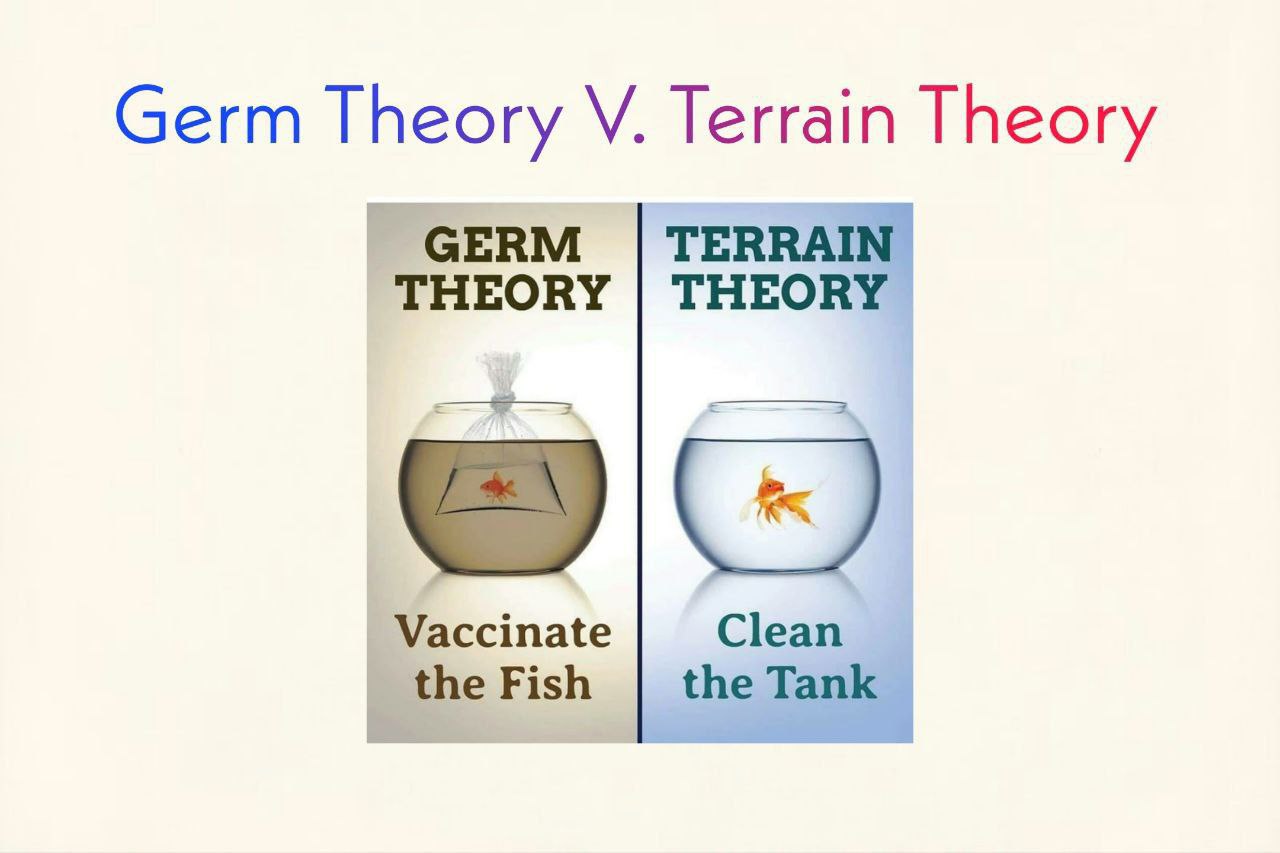 Germ Theory V. Terrain Theory
GERM
THEORY
Vaccinate
the Fish
TERRAIN
THEORY
Clean
the Tank